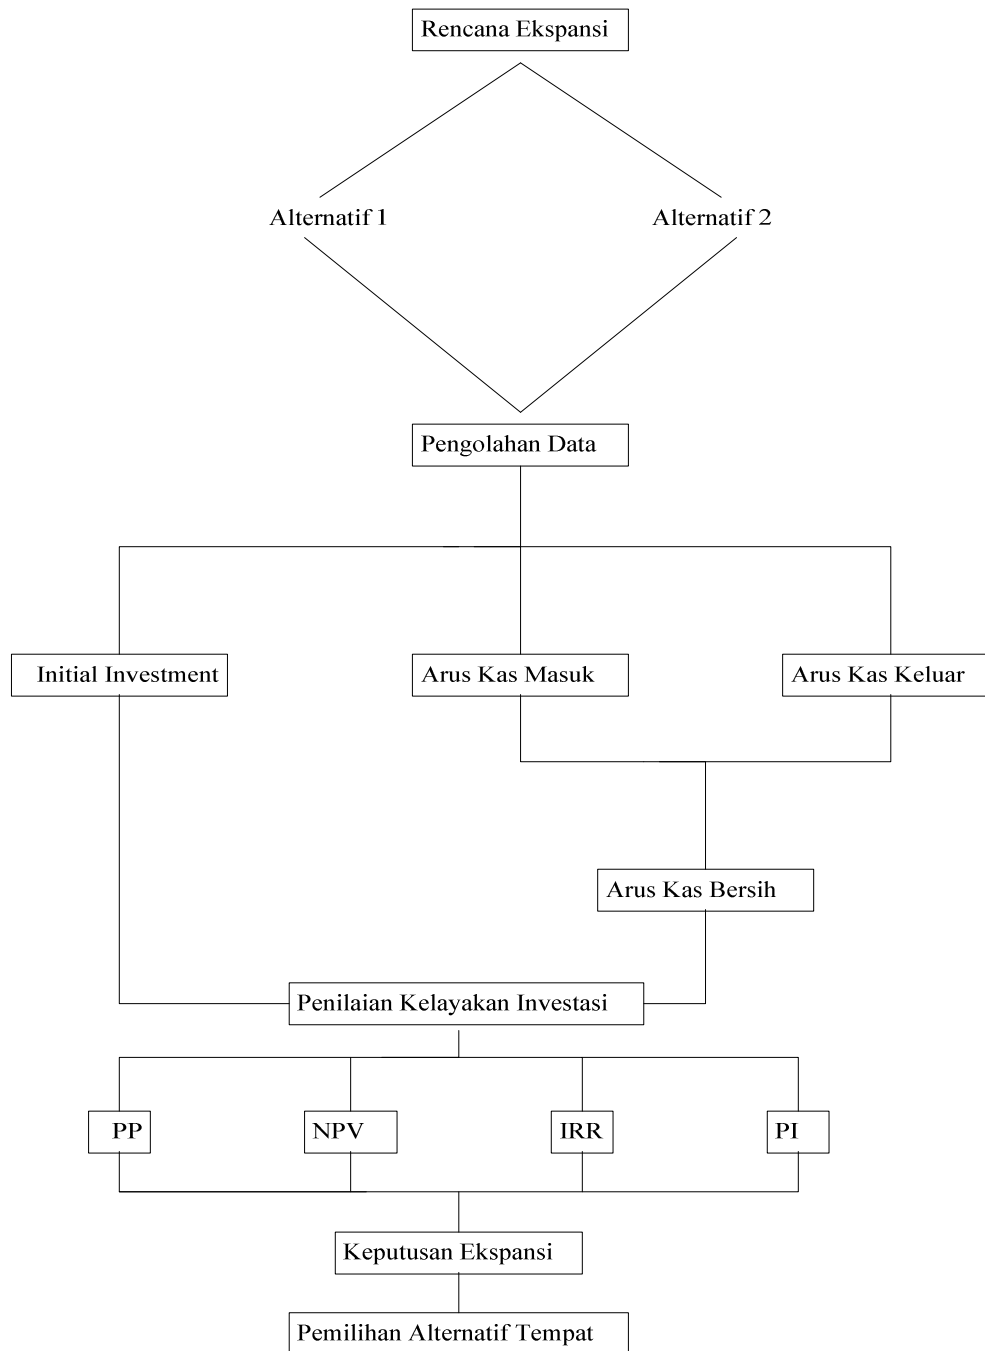 Rencana Ekspansi
Alternatif 1
Alternatif 2
Pengolahan Data
Initial Investment
Arus Kas Masuk
Arus Kas Keluar
Arus Kas Bersih
Penilaian Kelayakan Investasi
PP
NPV
IRR
PI
Keputusan Ekspansi
Pemilihan Alternatif Tempat